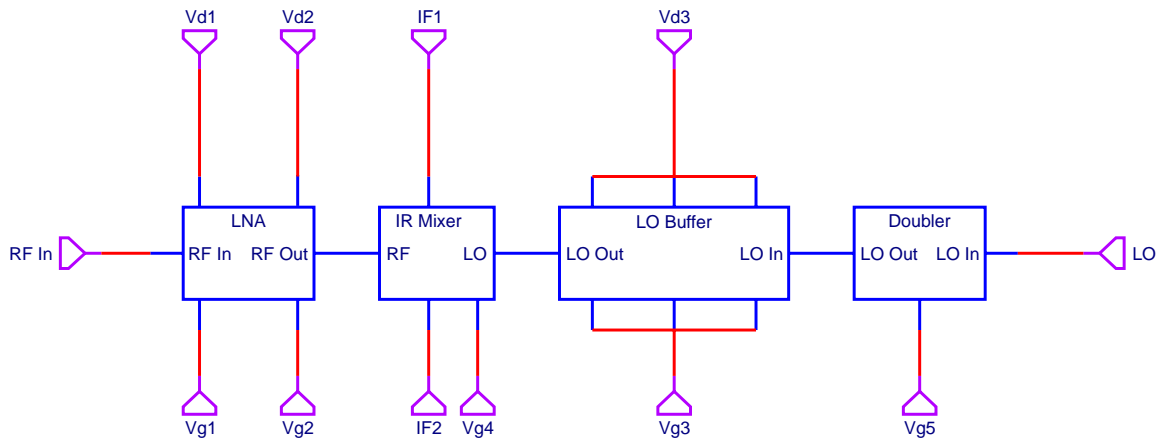 Vd1
Vd2
IF1
Vd3
LNA
IR Mixer
LO Buffer
Doubler
RF In
RF In
RF Out
RF
LO
LO Out
LO In
LO Out
LO In
LO
Vg1
Vg2
IF2
Vg4
Vg3
Vg5